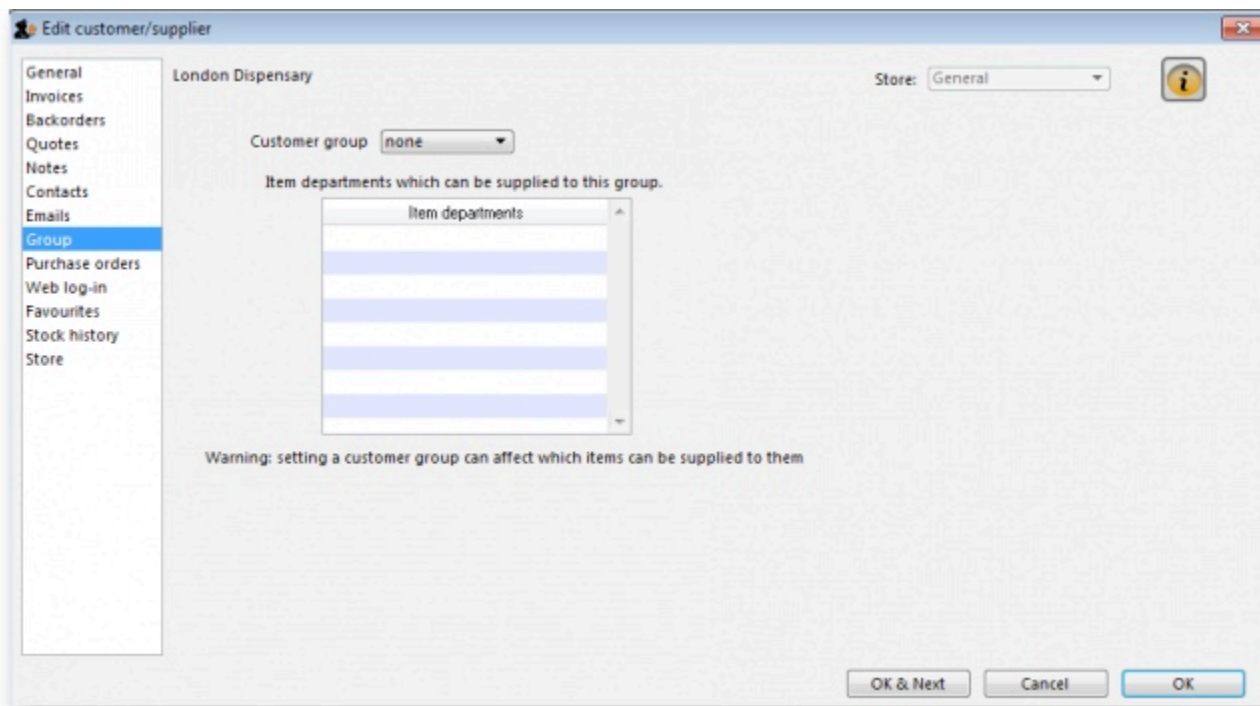 Edit customer/supplier
General
Invoices
Backorders
Quotes
Notes
Contacts
Emails
Group
Purchase orders
Web log-in
Favourites
Stock history
Store
London Dispensary
Store: General
Customer group none
Item departments which can be supplied to this group.
Item departments
Warning: setting a customer group can affect which items can be supplied to them
OK & Next Cancel OK